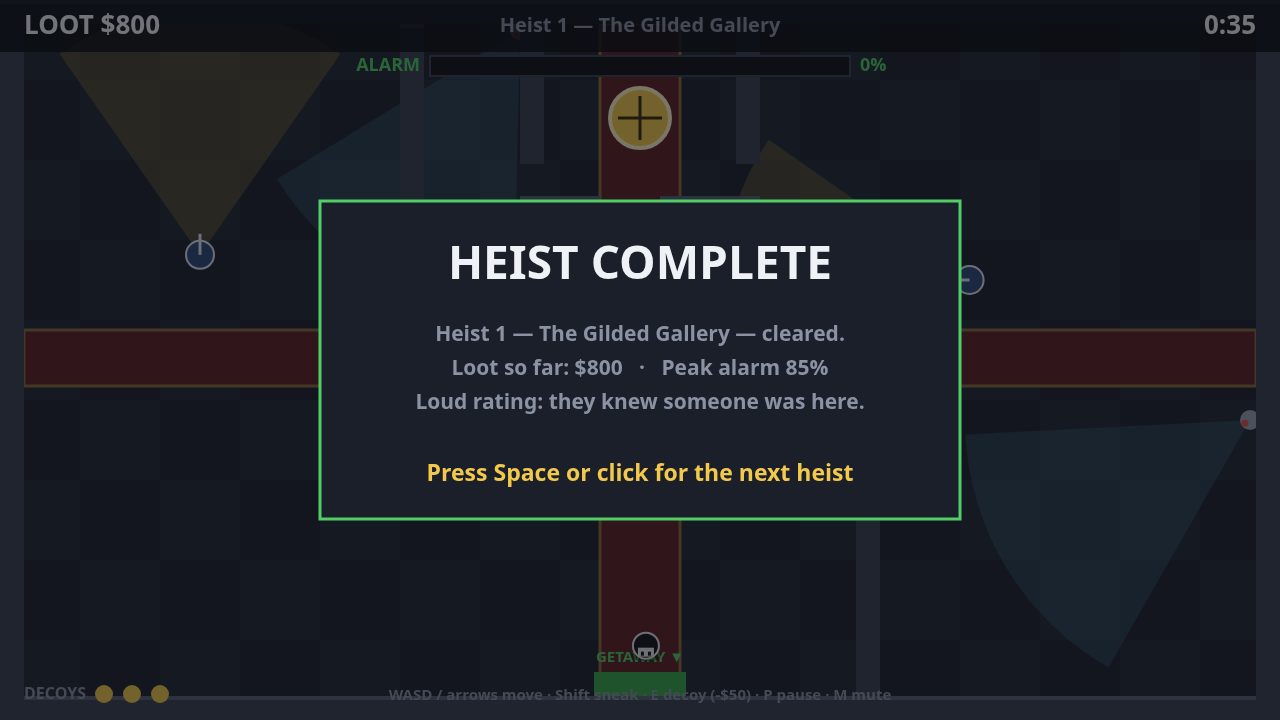 LOOT $800
Heist 1 — The Gilded Gallery
0:35
ALARM
0%
HEIST COMPLETE
Heist 1 — The Gilded Gallery — cleared.
Loot so far: $800 · Peak alarm 85%
Loud rating: they knew someone was here.
Press Space or click for the next heist
GETAWAY ▼
DECOYS
WASD / arrows move · Shift sneak · E decoy (-$50) · P pause · M mute